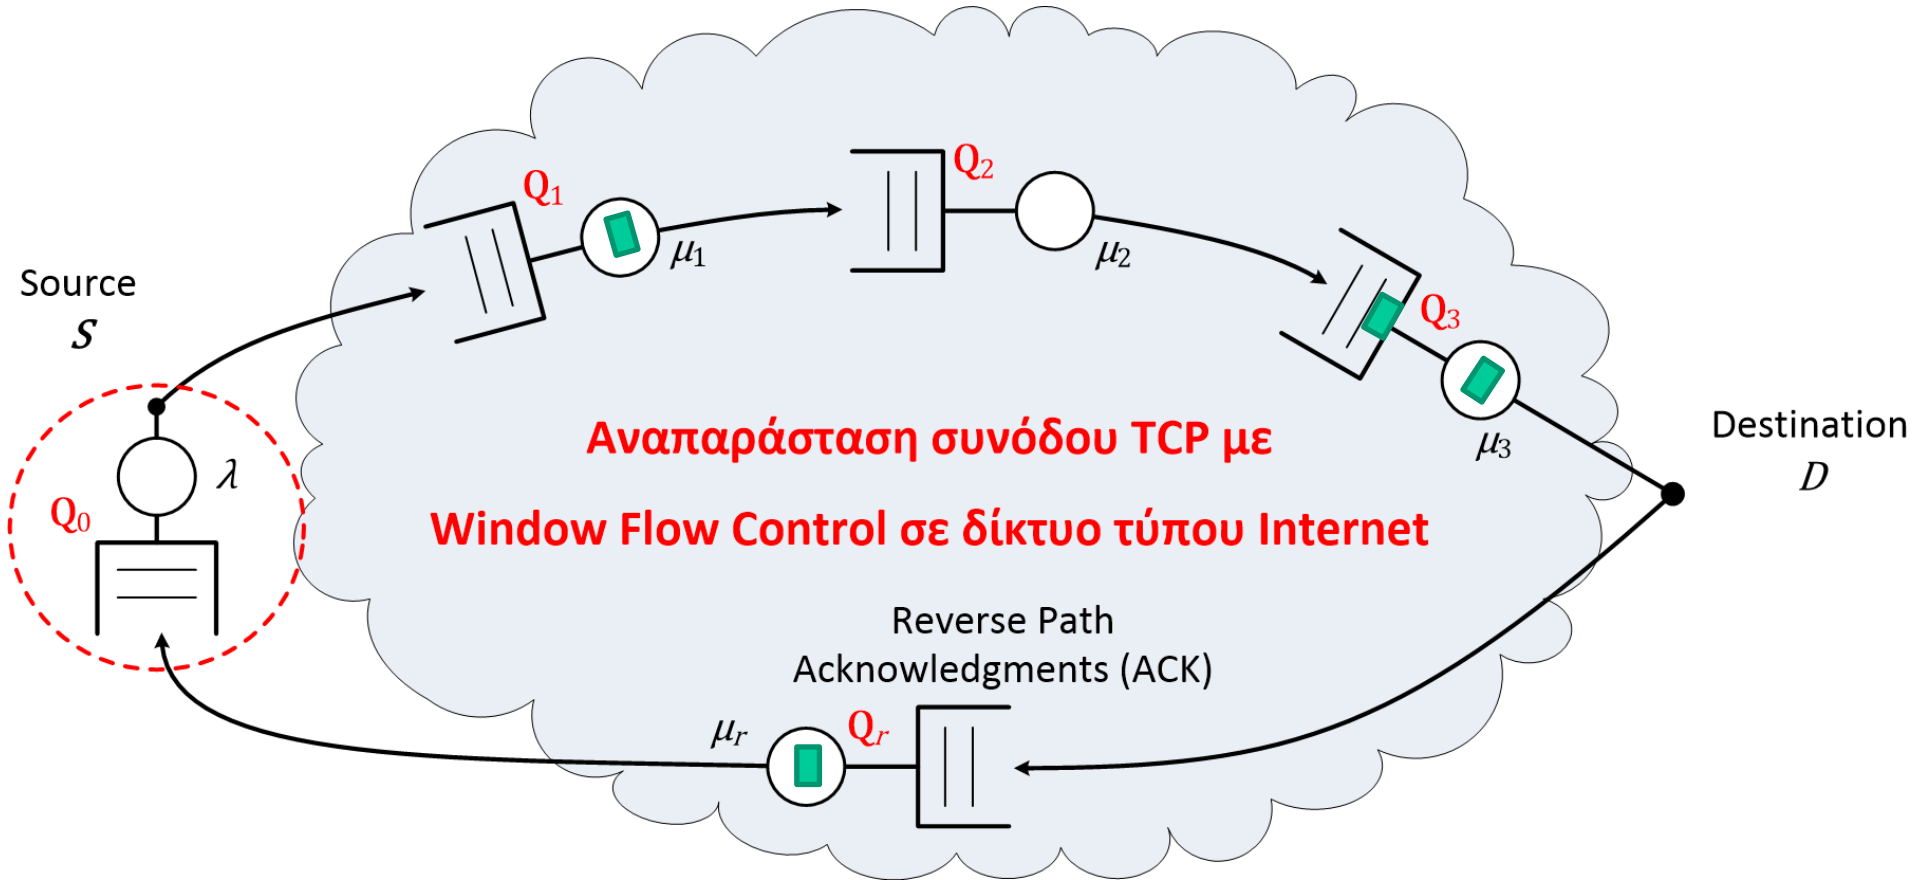 Q1
μ1
Q2
μ2
Q3
μ3
Source
S
Destination
D
λ
Q0
Αναπαράσταση συνόδου TCP με
Window Flow Control σε δίκτυο τύπου Internet
Reverse Path
Acknowledgments (ACK)
μr
Qr